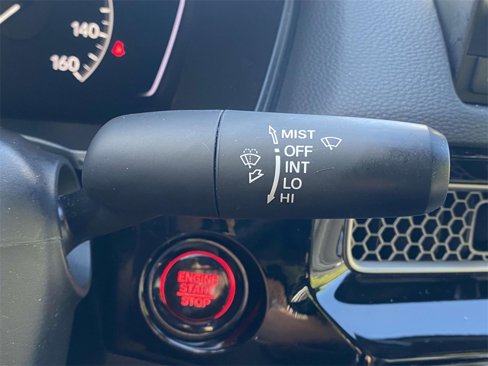 140
160
MIST
OFF
INT
LO
HI
ENGINE
START
STOP